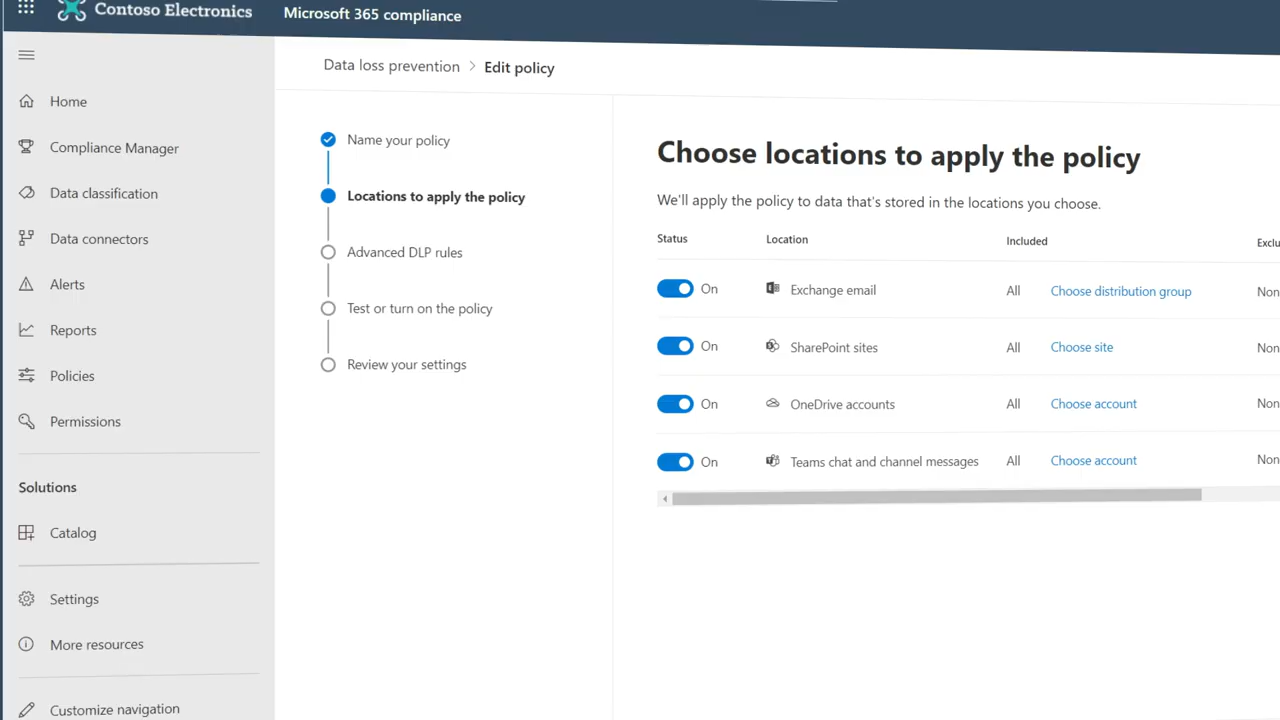 Contoso Electronics
Microsoft 365 compliance
Data loss prevention > Edit policy
Home
Compliance Manager
Data classification
Data connectors
Alerts
Reports
Policies
Permissions
Solutions
Catalog
Settings
More resources
Customize navigation
Name your policy
Locations to apply the policy
Advanced DLP rules
Test or turn on the policy
Review your settings
Choose locations to apply the policy
We'll apply the policy to data that's stored in the locations you choose.
Status Location Included Exclu
On Exchange email All Choose distribution group Non
On SharePoint sites All Choose site Non
On OneDrive accounts All Choose account Non
On Teams chat and channel messages All Choose account Non